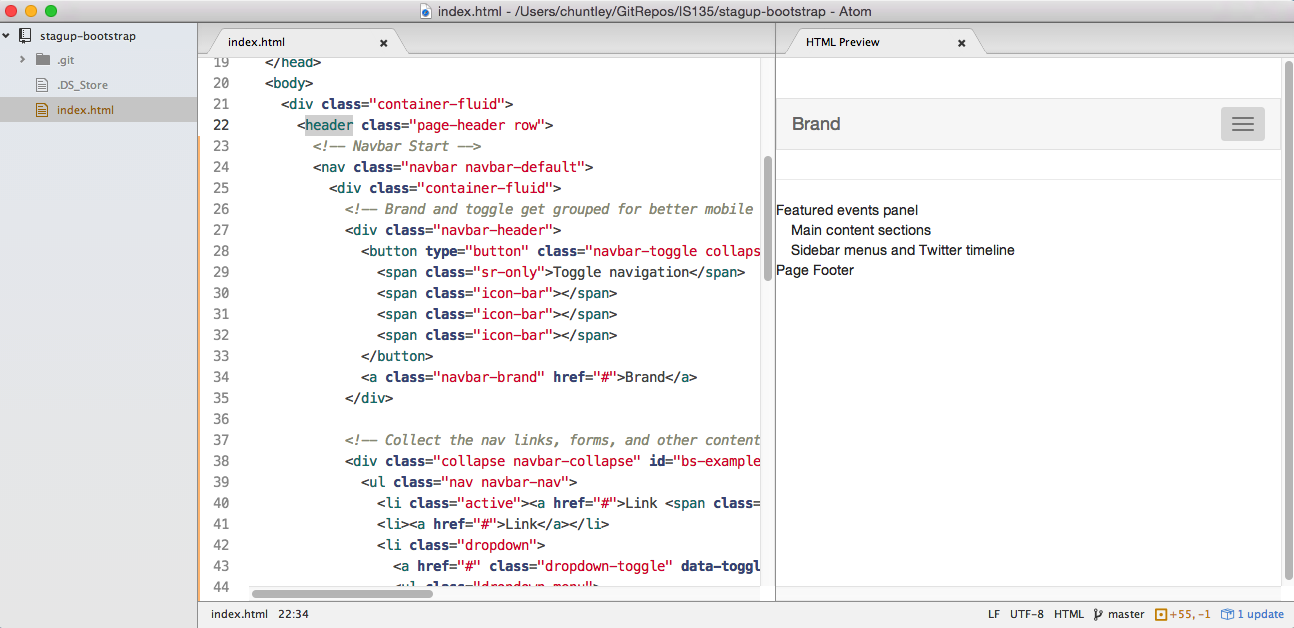 index.html - /Users/chuntley/GitRepos/IS135/stagup-bootstrap - Atom
stagup-bootstrap
.git
.DS_Store
index.html
index.html
19 </head>
20 <body>
21 <div class="container-fluid">
22 <header class="page-header row">
23 <!-- Navbar Start -->
24 <nav class="navbar navbar-default">
25 <div class="container-fluid">
26 <!-- Brand and toggle get grouped for better mobile
27 <div class="navbar-header">
28 <button type="button" class="navbar-toggle collaps
29 <span class="sr-only">Toggle navigation</span>
30 <span class="icon-bar"></span>
31 <span class="icon-bar"></span>
32 <span class="icon-bar"></span>
33 </button>
34 <a class="navbar-brand" href="#">Brand</a>
35 </div>
36
37 <!-- Collect the nav links, forms, and other content
38 <div class="collapse navbar-collapse" id="bs-example
39 <ul class="nav navbar-nav">
40 <li class="active"><a href="#">Link <span class=
41 <li><a href="#">Link</a></li>
42 <li class="dropdown">
43 <a href="#" class="dropdown-toggle" data-toggl
44 <ul class="dropdown-menu">
HTML Preview
Brand
Featured events panel
Main content sections
Sidebar menus and Twitter timeline
Page Footer
index.html 22:34
LF UTF-8 HTML master +55, -1 1 update